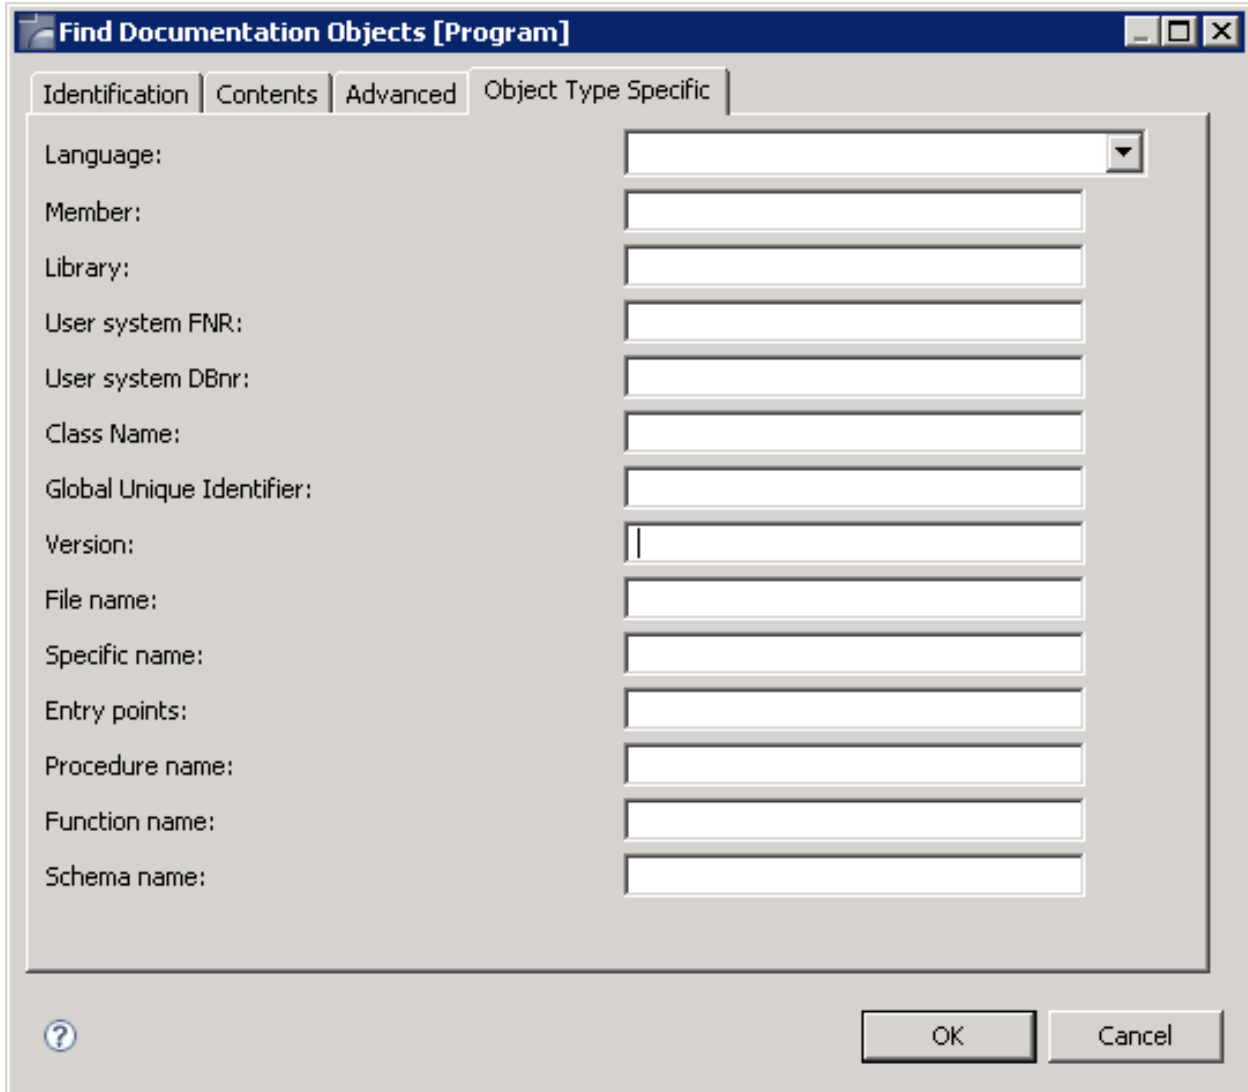 Find Documentation Objects [Program]
Identification Contents Advanced Object Type Specific
Language:
Member:
Library:
User system FNR:
User system DBnr:
Class Name:
Global Unique Identifier:
Version:
File name:
Specific name:
Entry points:
Procedure name:
Function name:
Schema name:
? OK Cancel